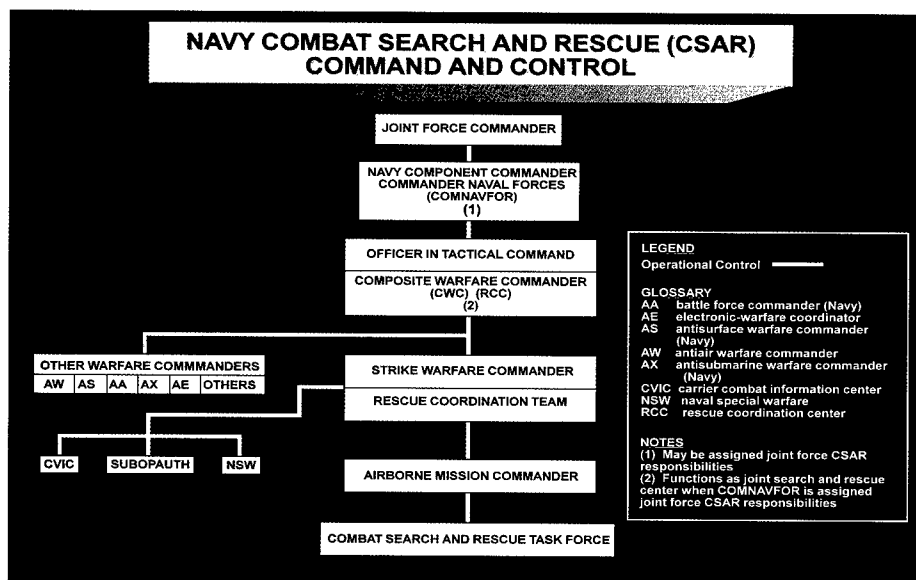 NAVY COMBAT SEARCH AND RESCUE (CSAR)
COMMAND AND CONTROL
JOINT FORCE COMMANDER
NAVY COMPONENT COMMANDER
COMMANDER NAVAL FORCES
(COMNAVFOR)
(1)
OFFICER IN TACTICAL COMMAND
COMPOSITE WARFARE COMMANDER
(CWC) (RCC)
(2)
OTHER WARFARE COMMMANDERS
AW AS AA AX AE OTHERS
STRIKE WARFARE COMMANDER
RESCUE COORDINATION TEAM
CVIC SUBOPAUTH NSW
AIRBORNE MISSION COMMANDER
COMBAT SEARCH AND RESCUE TASK FORCE
LEGEND
Operational Control
GLOSSARY
AA battle force commander (Navy)
AE electronic-warfare coordinator
AS antisurface warfare commander
(Navy)
AW antiair warfare commander
AX antisubmarine warfare commander
(Navy)
CVIC carrier combat information center
NSW naval special warfare
RCC rescue coordination center
NOTES
(1) May be assigned joint force CSAR
responsibilities
(2) Functions as joint search and rescue
center when COMNAVFOR is assigned
joint force CSAR responsibilities